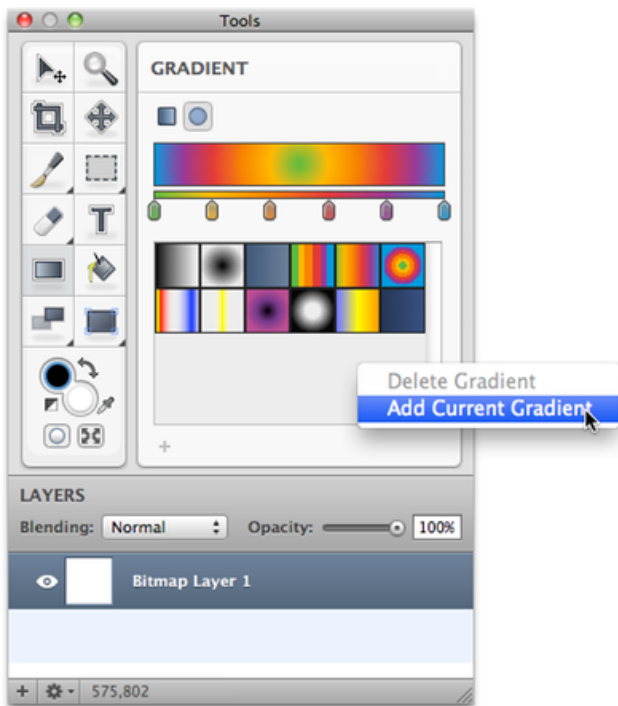 Tools
GRADIENT
T
Delete Gradient
Add Current Gradient
+
LAYERS
Blending: Normal Opacity: 100%
Bitmap Layer 1
+ 575,802